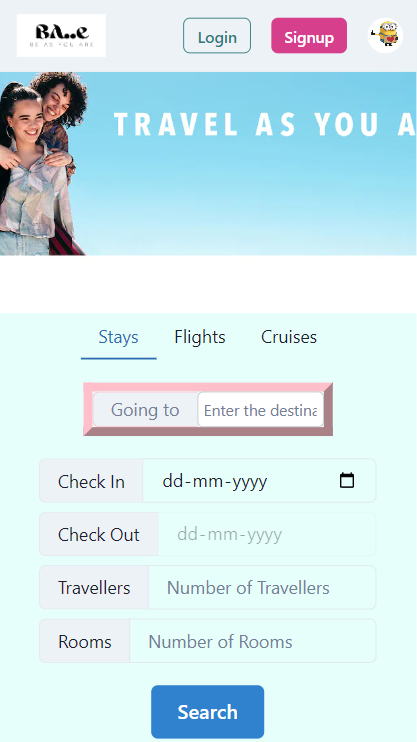 BA..E
BE AS YOU ARE
Login
Signup
TRAVEL AS YOU A
Stays
Flights
Cruises
Going to
Enter the destina
Check In
dd-mm-yyyy
Check Out
dd-mm-yyyy
Travellers
Number of Travellers
Rooms
Number of Rooms
Search